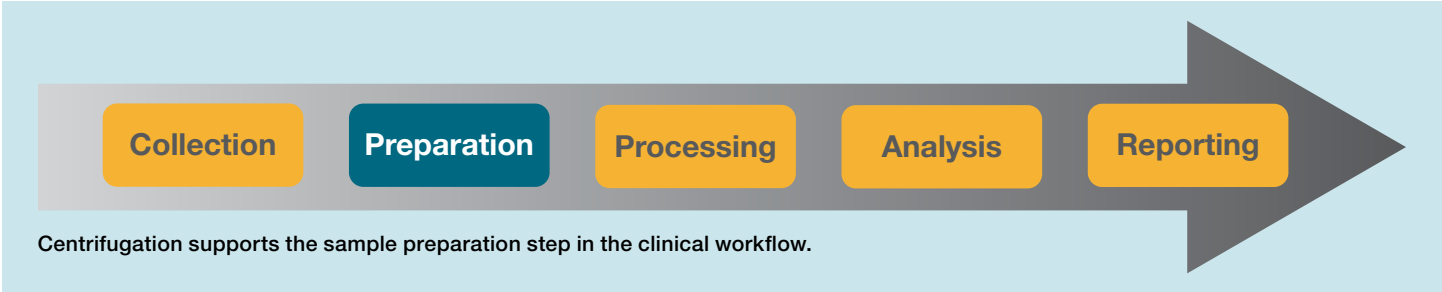 Collection
Preparation
Processing
Analysis
Reporting
Centrifugation supports the sample preparation step in the clinical workflow.